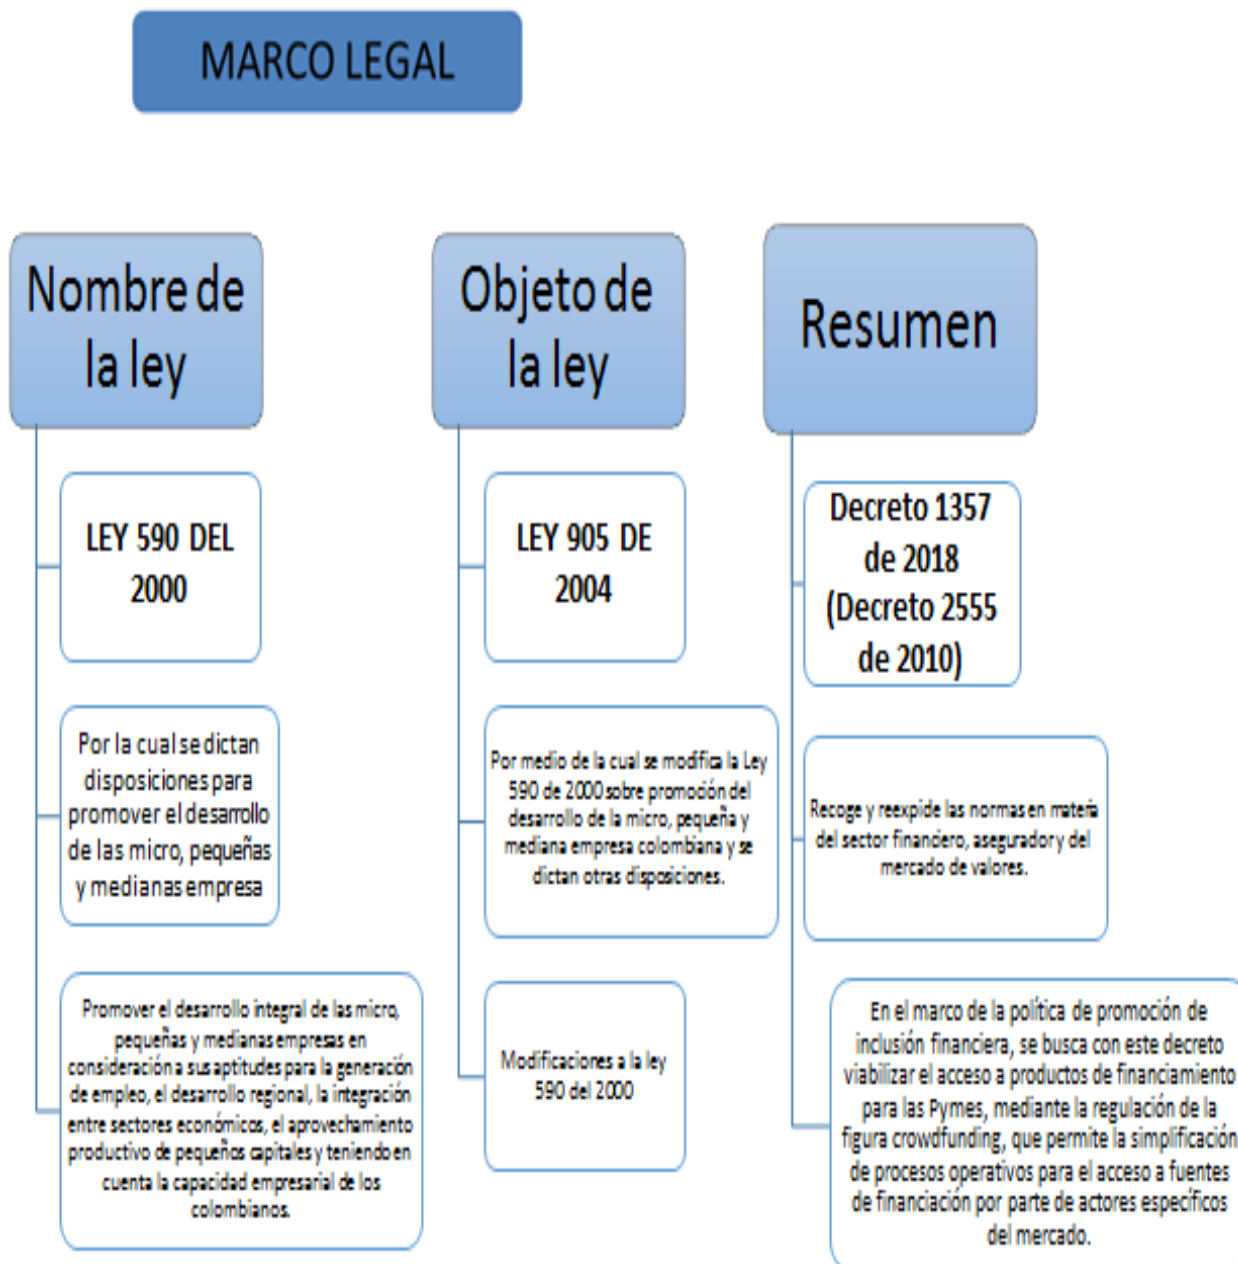 MARCO LEGAL
Nombre de
la ley
LEY 590 DEL
2000
Por la cual se dictan
disposiciones para
promover el desarrollo
de las micro, pequeñas
y medianas empresa
Promover el desarrollo integral de las micro,
pequeñas y medianas empresas en
consideración a sus aptitudes para la generación
de empleo, el desarrollo regional, la integración
entre sectores económicos, el aprovechamiento
productivo de pequeños capitales y teniendo en
cuenta la capacidad empresarial de los
colombianos.
Objeto de
la ley
LEY 905 DE
2004
Por medio de la cual se modifica la Ley
590 de 2000 sobre promoción del
desarrollo de la micro, pequeña y
mediana empresa colombiana y se
dictan otras disposiciones.
Modificaciones a la ley
590 del 2000
Resumen
Decreto 1357
de 2018
(Decreto 2555
de 2010)
Recoge y reexpide las normas en materia
del sector financiero, asegurador y del
mercado de valores.
En el marco de la política de promoción de
inclusión financiera, se busca con este decreto
viabilizar el acceso a productos de financiamiento
para las Pymes, mediante la regulación de la
figura crowdfunding, que permite la simplificación
de procesos operativos para el acceso a fuentes
de financiación por parte de actores específicos
del mercado.